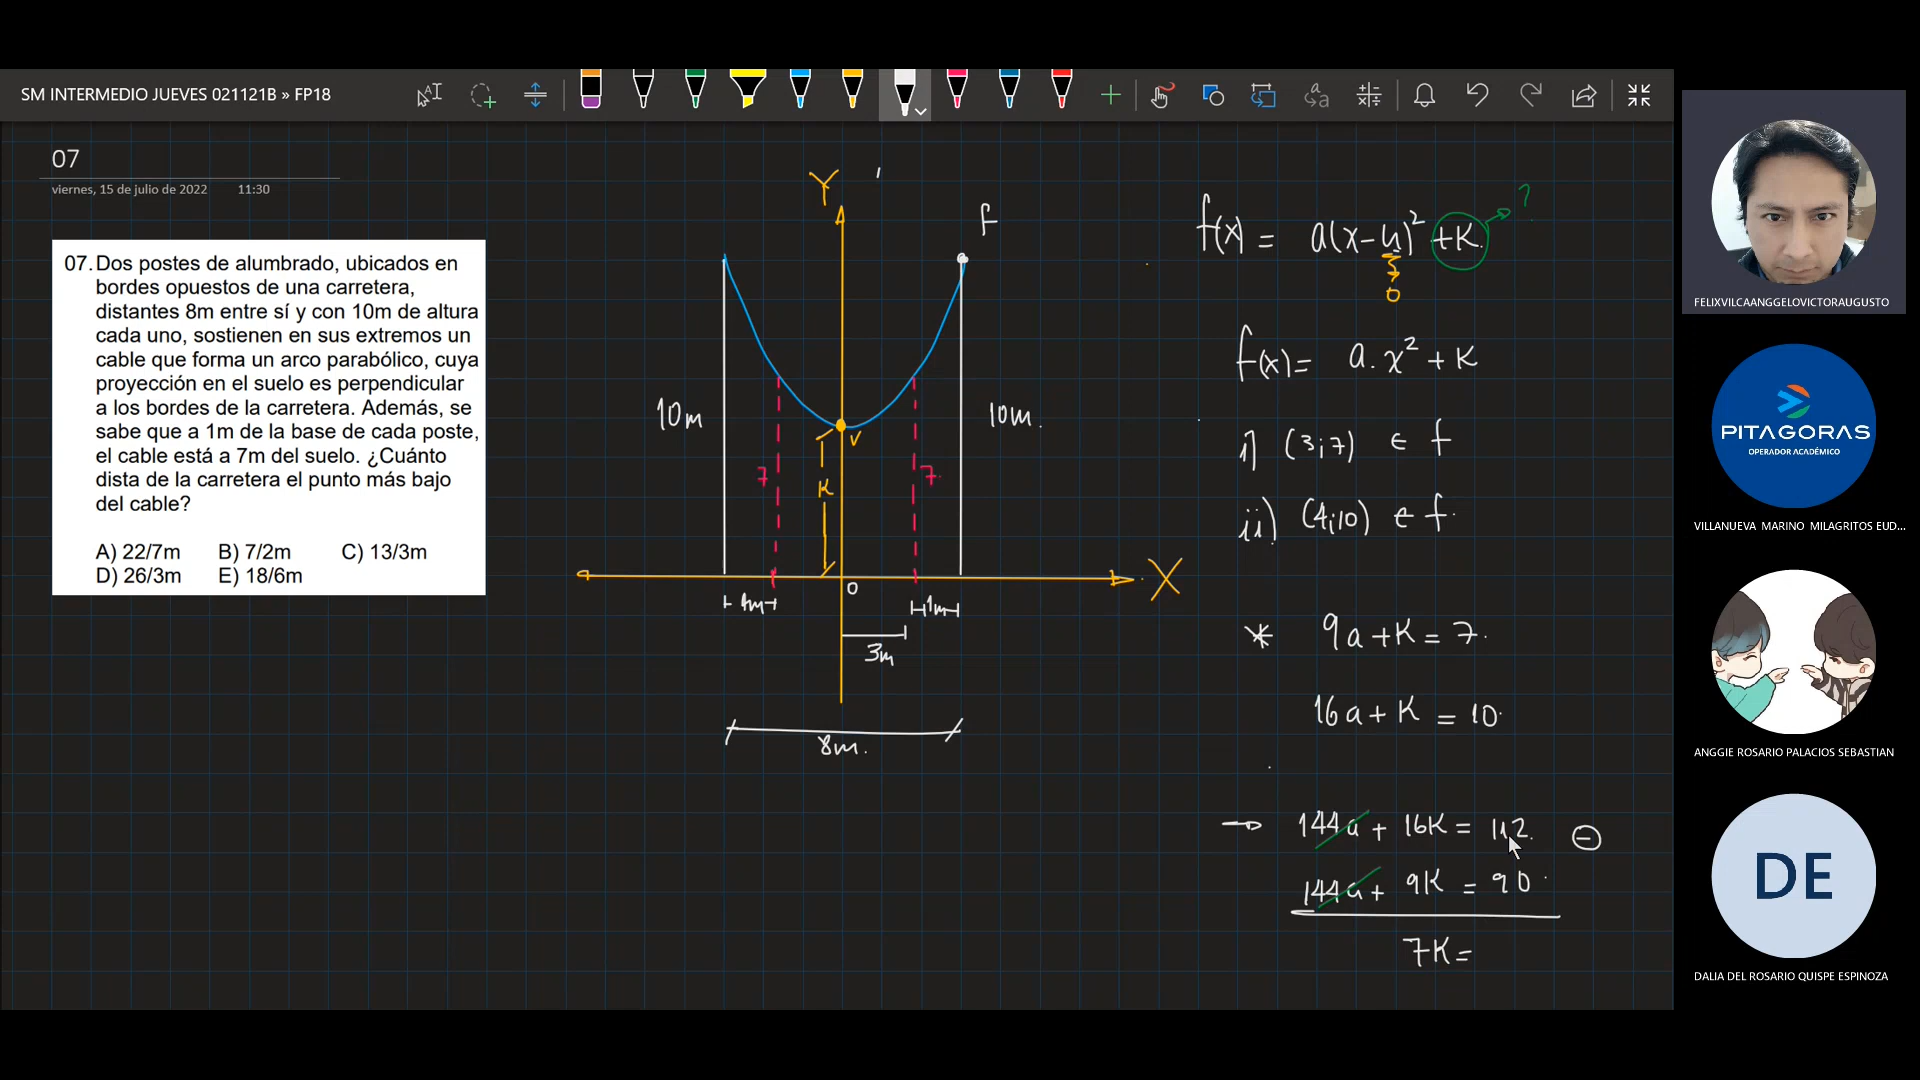 SM INTERMEDIO JUEVES 021121B » FP18
07
viernes, 15 de julio de 2022 11:30
07. Dos postes de alumbrado, ubicados en
bordes opuestos de una carretera,
distantes 8m entre sí y con 10m de altura
cada uno, sostienen en sus extremos un
cable que forma un arco parabólico, cuya
proyección en el suelo es perpendicular
a los bordes de la carretera. Además, se
sabe que a 1m de la base de cada poste,
el cable está a 7m del suelo. ¿Cuánto
dista de la carretera el punto más bajo
del cable?
A) 22/7m B) 7/2m C) 13/3m
D) 26/3m E) 18/6m
Y
f
10m
10m.
7
7.
K
V
X
0
1m
1m
3m
8m.
f(x) = a(x-h)² + K. ?
0
f(x) = a.x² + K
i) (3;7) ∈ f
ii) (4;10) ∈ f.
* 9a + K = 7.
16a + K = 10.
→ 144a + 16K = 112. ⊖
144a + 9K = 90.
7K =
FELIXVILCAANGGELOVICTORAUGUSTO
PITAGORAS
OPERADOR ACADÉMICO
VILLANUEVA MARINO MILAGRITOS EUD...
ANGGIE ROSARIO PALACIOS SEBASTIAN
DE
DALIA DEL ROSARIO QUISPE ESPINOZA